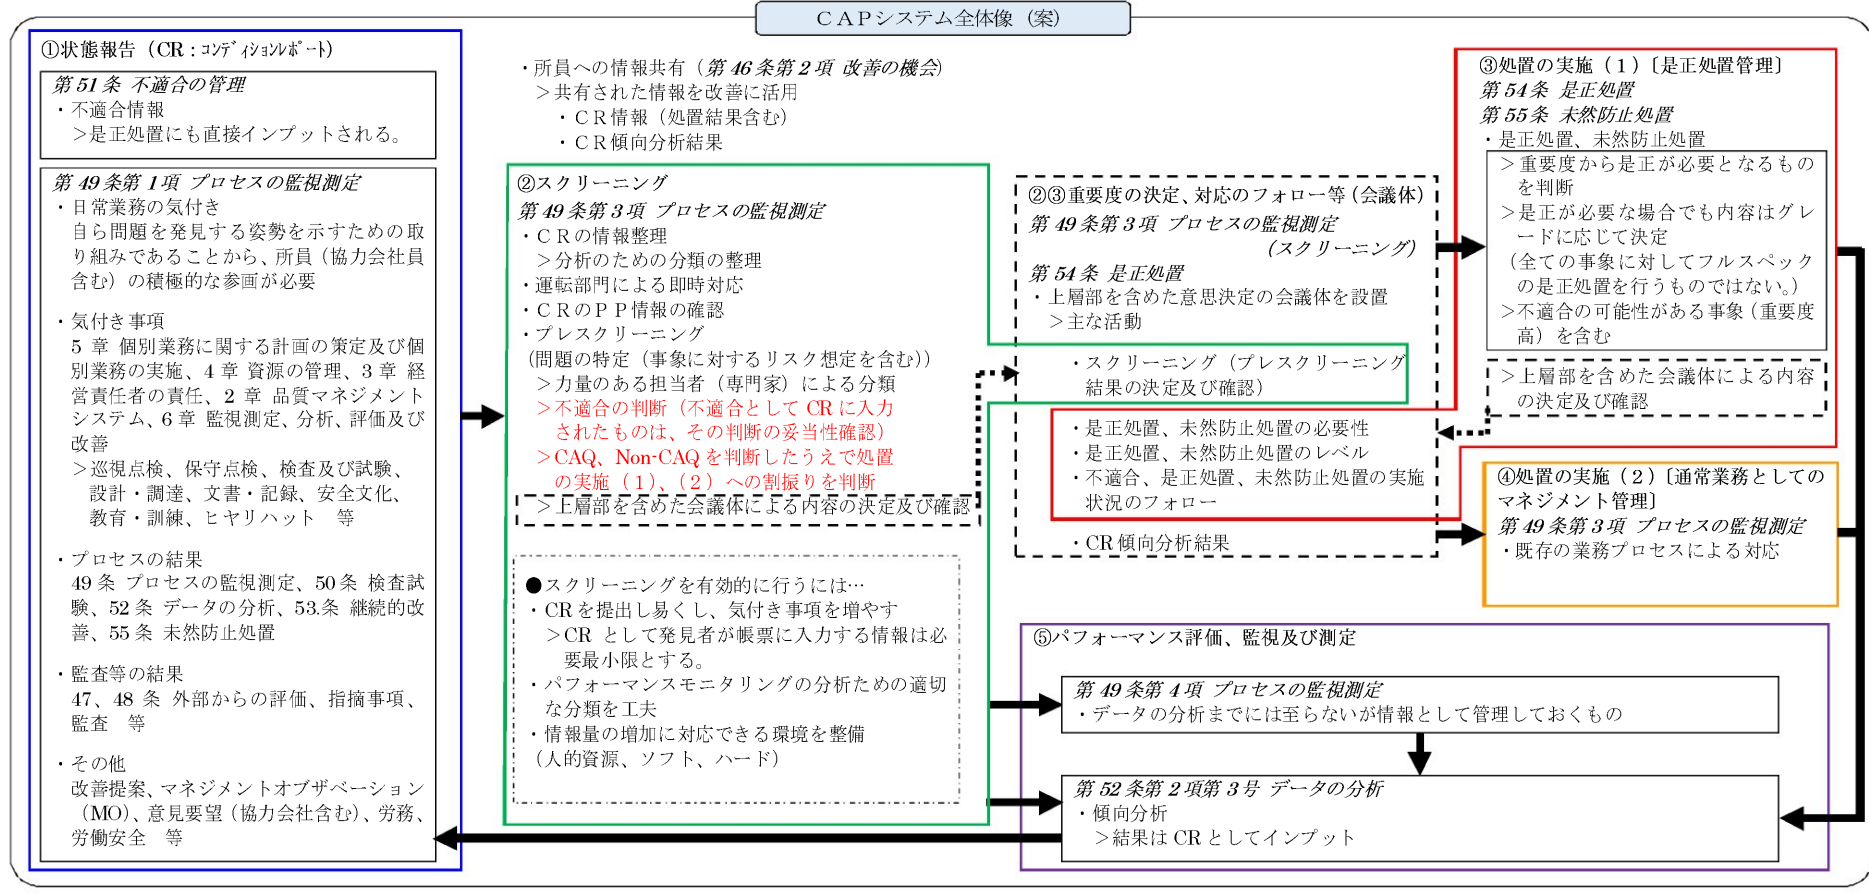 ＣＡＰシステム全体像（案）
①状態報告（CR：ｺﾝﾃﾞｨｼｮﾝﾚﾎﾟｰﾄ）
第51条 不適合の管理
・不適合情報
＞是正処置にも直接インプットされる。
第49条第1項 プロセスの監視測定
・日常業務の気付き
自ら問題を発見する姿勢を示すための取
り組みであることから、所員（協力会社員
含む）の積極的な参画が必要
・気付き事項
5 章 個別業務に関する計画の策定及び個
別業務の実施、4章 資源の管理、3章 経
営責任者の責任、2 章 品質マネジメント
システム、6章 監視測定、分析、評価及び
改善
＞巡視点検、保守点検、検査及び試験、
設計・調達、文書・記録、安全文化、
教育・訓練、ヒヤリハット　等
・プロセスの結果
49条 プロセスの監視測定、50条 検査試
験、52条 データの分析、53.条 継続的改
善、55条 未然防止処置
・監査等の結果
47、48 条 外部からの評価、指摘事項、
監査　等
・その他
改善提案、マネジメントオブザベーション
（MO）、意見要望（協力会社含む）、労務、
労働安全　等
・所員への情報共有（第46条第2項 改善の機会）
＞共有された情報を改善に活用
・ＣＲ情報（処置結果含む）
・ＣＲ傾向分析結果
②スクリーニング
第49条第3項 プロセスの監視測定
・ＣＲの情報整理
＞分析のための分類の整理
・運転部門による即時対応
・ＣＲのＰＰ情報の確認
・プレスクリーニング
（問題の特定（事象に対するリスク想定を含む））
＞力量のある担当者（専門家）による分類
＞不適合の判断（不適合として CR に入力
されたものは、その判断の妥当性確認）
＞CAQ、Non-CAQを判断したうえで処置
の実施（１）、（２）への割振りを判断
＞上層部を含めた会議体による内容の決定及び確認
●スクリーニングを有効的に行うには…
・CRを提出し易くし、気付き事項を増やす
＞CR として発見者が帳票に入力する情報は必
要最小限とする。
・パフォーマンスモニタリングの分析ための適切
な分類を工夫
・情報量の増加に対応できる環境を整備
（人的資源、ソフト、ハード）
②③重要度の決定、対応のフォロー等（会議体）
第49条第3項 プロセスの監視測定
（スクリーニング）
第54条 是正処置
・上層部を含めた意思決定の会議体を設置
＞主な活動
・スクリーニング（プレスクリーニング
結果の決定及び確認）
・是正処置、未然防止処置の必要性
・是正処置、未然防止処置のレベル
・不適合、是正処置、未然防止処置の実施
状況のフォロー
・CR傾向分析結果
③処置の実施（１）〔是正処置管理〕
第54条 是正処置
第55条 未然防止処置
・是正処置、未然防止処置
＞重要度から是正が必要となるもの
を判断
＞是正が必要な場合でも内容はグレ
ードに応じて決定
（全ての事象に対してフルスペック
の是正処置を行うものではない。）
＞不適合の可能性がある事象（重要度
高）を含む
＞上層部を含めた会議体による内容
の決定及び確認
④処置の実施（２）〔通常業務としての
マネジメント管理〕
第49条第3項 プロセスの監視測定
・既存の業務プロセスによる対応
⑤パフォーマンス評価、監視及び測定
第49条第4項 プロセスの監視測定
・データの分析までには至らないが情報として管理しておくもの
第52条第2項第3号 データの分析
・傾向分析
＞結果は CR としてインプット